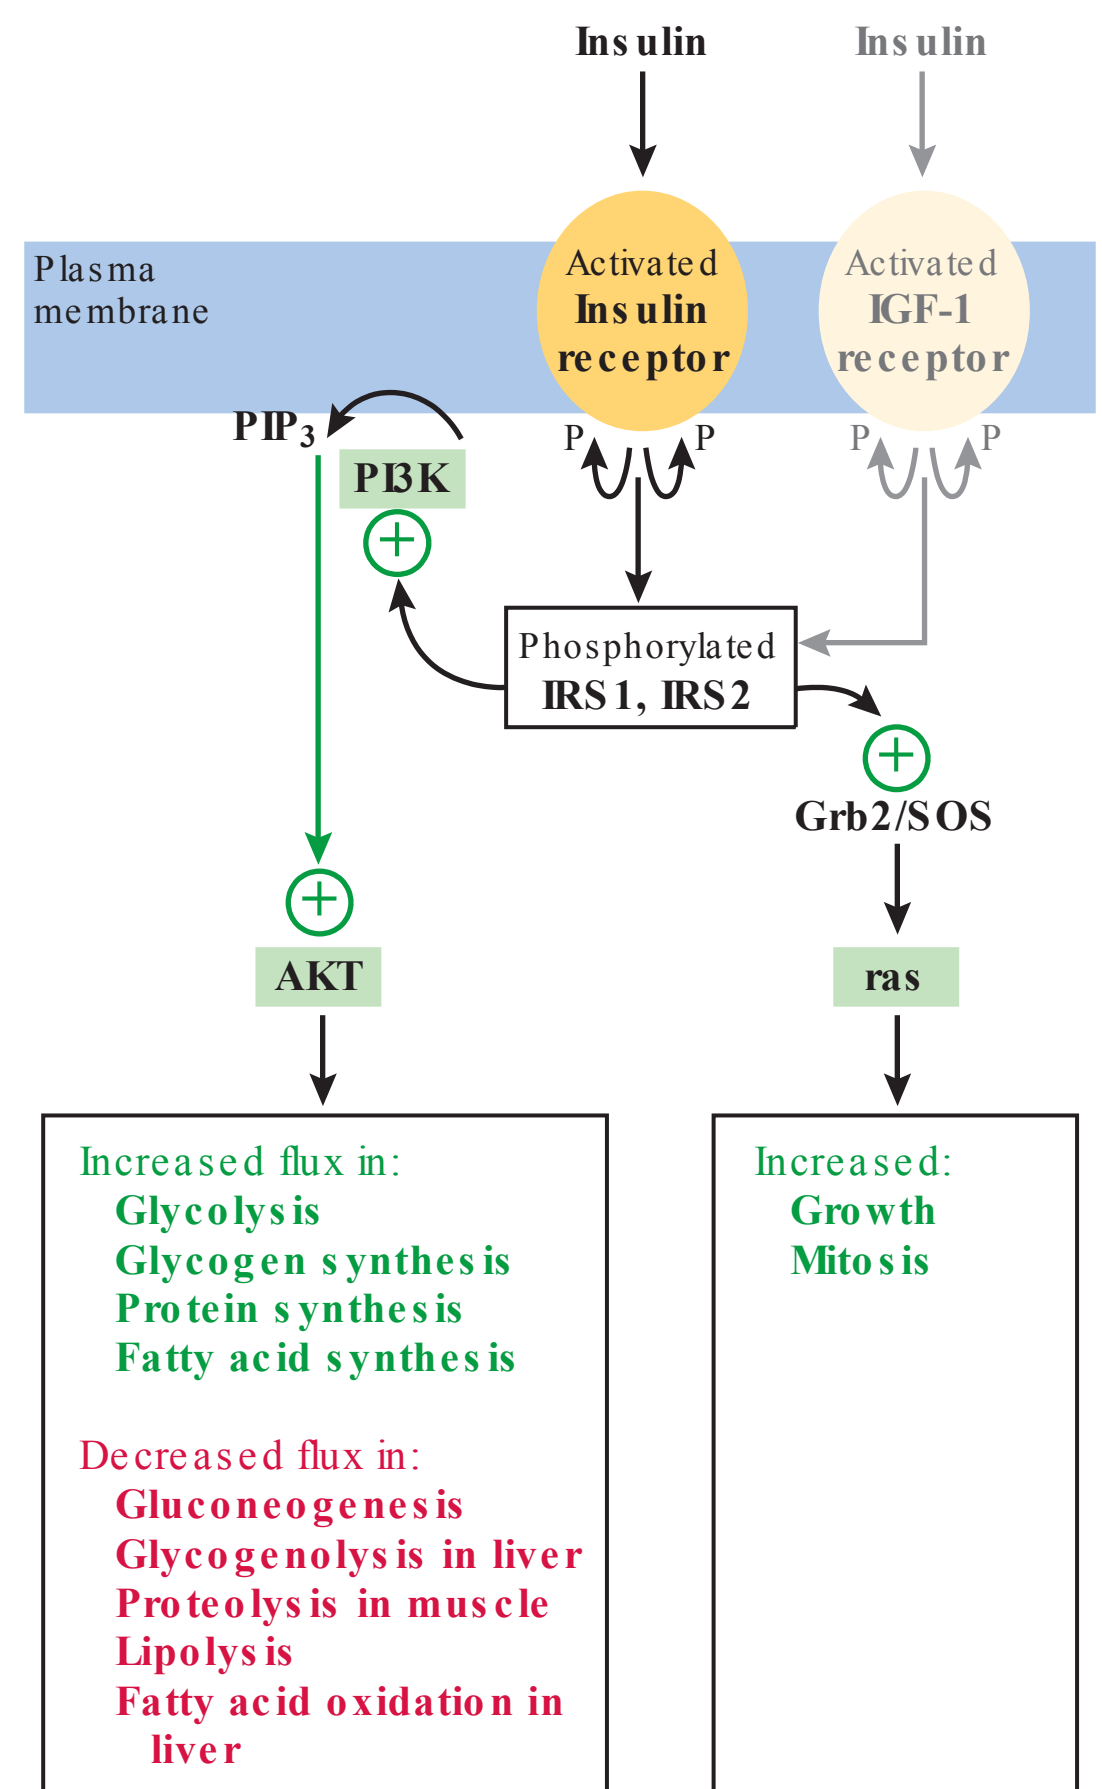 Insulin
Insulin
Plasma
membrane
Activated
Insulin
receptor
Activated
IGF-1
receptor
PIP3
P
P
P
P
PI3K
+
Phosphorylated
IRS1, IRS2
+
Grb2/SOS
+
AKT
ras
Increased flux in:
Glycolysis
Glycogen synthesis
Protein synthesis
Fatty acid synthesis
Decreased flux in:
Gluconeogenesis
Glycogenolysis in liver
Proteolysis in muscle
Lipolysis
Fatty acid oxidation in
liver
Increased:
Growth
Mitosis